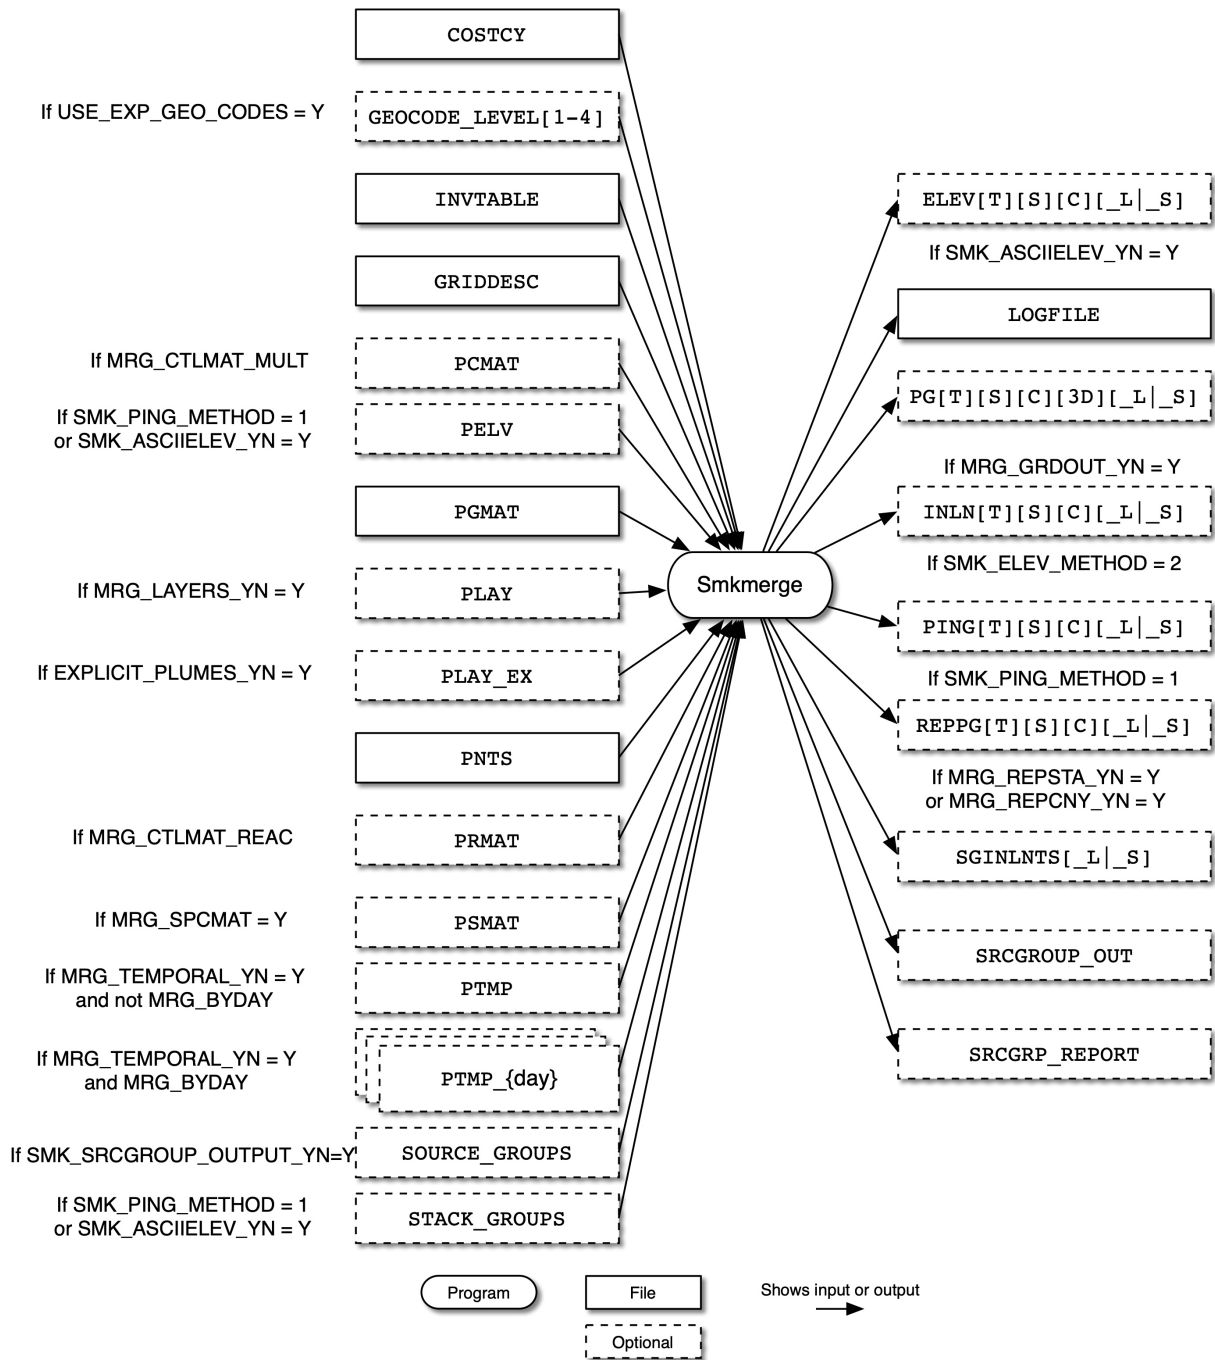 COSTCY
If USE_EXP_GEO_CODES = Y
GEOCODE_LEVEL[1-4]
INVTABLE
GRIDDESC
If MRG_CTLMAT_MULT
PCMAT
If SMK_PING_METHOD = 1
or SMK_ASCIIELEV_YN = Y
PELV
PGMAT
If MRG_LAYERS_YN = Y
PLAY
If EXPLICIT_PLUMES_YN = Y
PLAY_EX
PNTS
If MRG_CTLMAT_REAC
PRMAT
If MRG_SPCMAT = Y
PSMAT
If MRG_TEMPORAL_YN = Y
and not MRG_BYDAY
PTMP
If MRG_TEMPORAL_YN = Y
and MRG_BYDAY
PTMP_{day}
If SMK_SRCGROUP_OUTPUT_YN=Y
SOURCE_GROUPS
If SMK_PING_METHOD = 1
or SMK_ASCIIELEV_YN = Y
STACK_GROUPS
Smkmerge
ELEV[T][S][C][_L|_S]
If SMK_ASCIIELEV_YN = Y
LOGFILE
PG[T][S][C][3D][_L|_S]
If MRG_GRDOUT_YN = Y
INLN[T][S][C][_L|_S]
If SMK_ELEV_METHOD = 2
PING[T][S][C][_L|_S]
If SMK_PING_METHOD = 1
REPPG[T][S][C][_L|_S]
If MRG_REPSTA_YN = Y
or MRG_REPCNY_YN = Y
SGINLNTS[_L|_S]
SRCGROUP_OUT
SRCGRP_REPORT
Program
File
Shows input or output
Optional